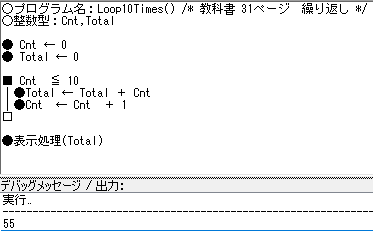 ○プログラム名：Loop10Times() /* 教科書 31ページ　繰り返し */
○整数型：Cnt,Total
● Cnt ← 0
● Total ← 0
■ Cnt ≦ 10
│ ●Total ← Total + Cnt
│ ●Cnt ← Cnt + 1
□
●表示処理(Total)
デバッグメッセージ / 出力:
実行..
55